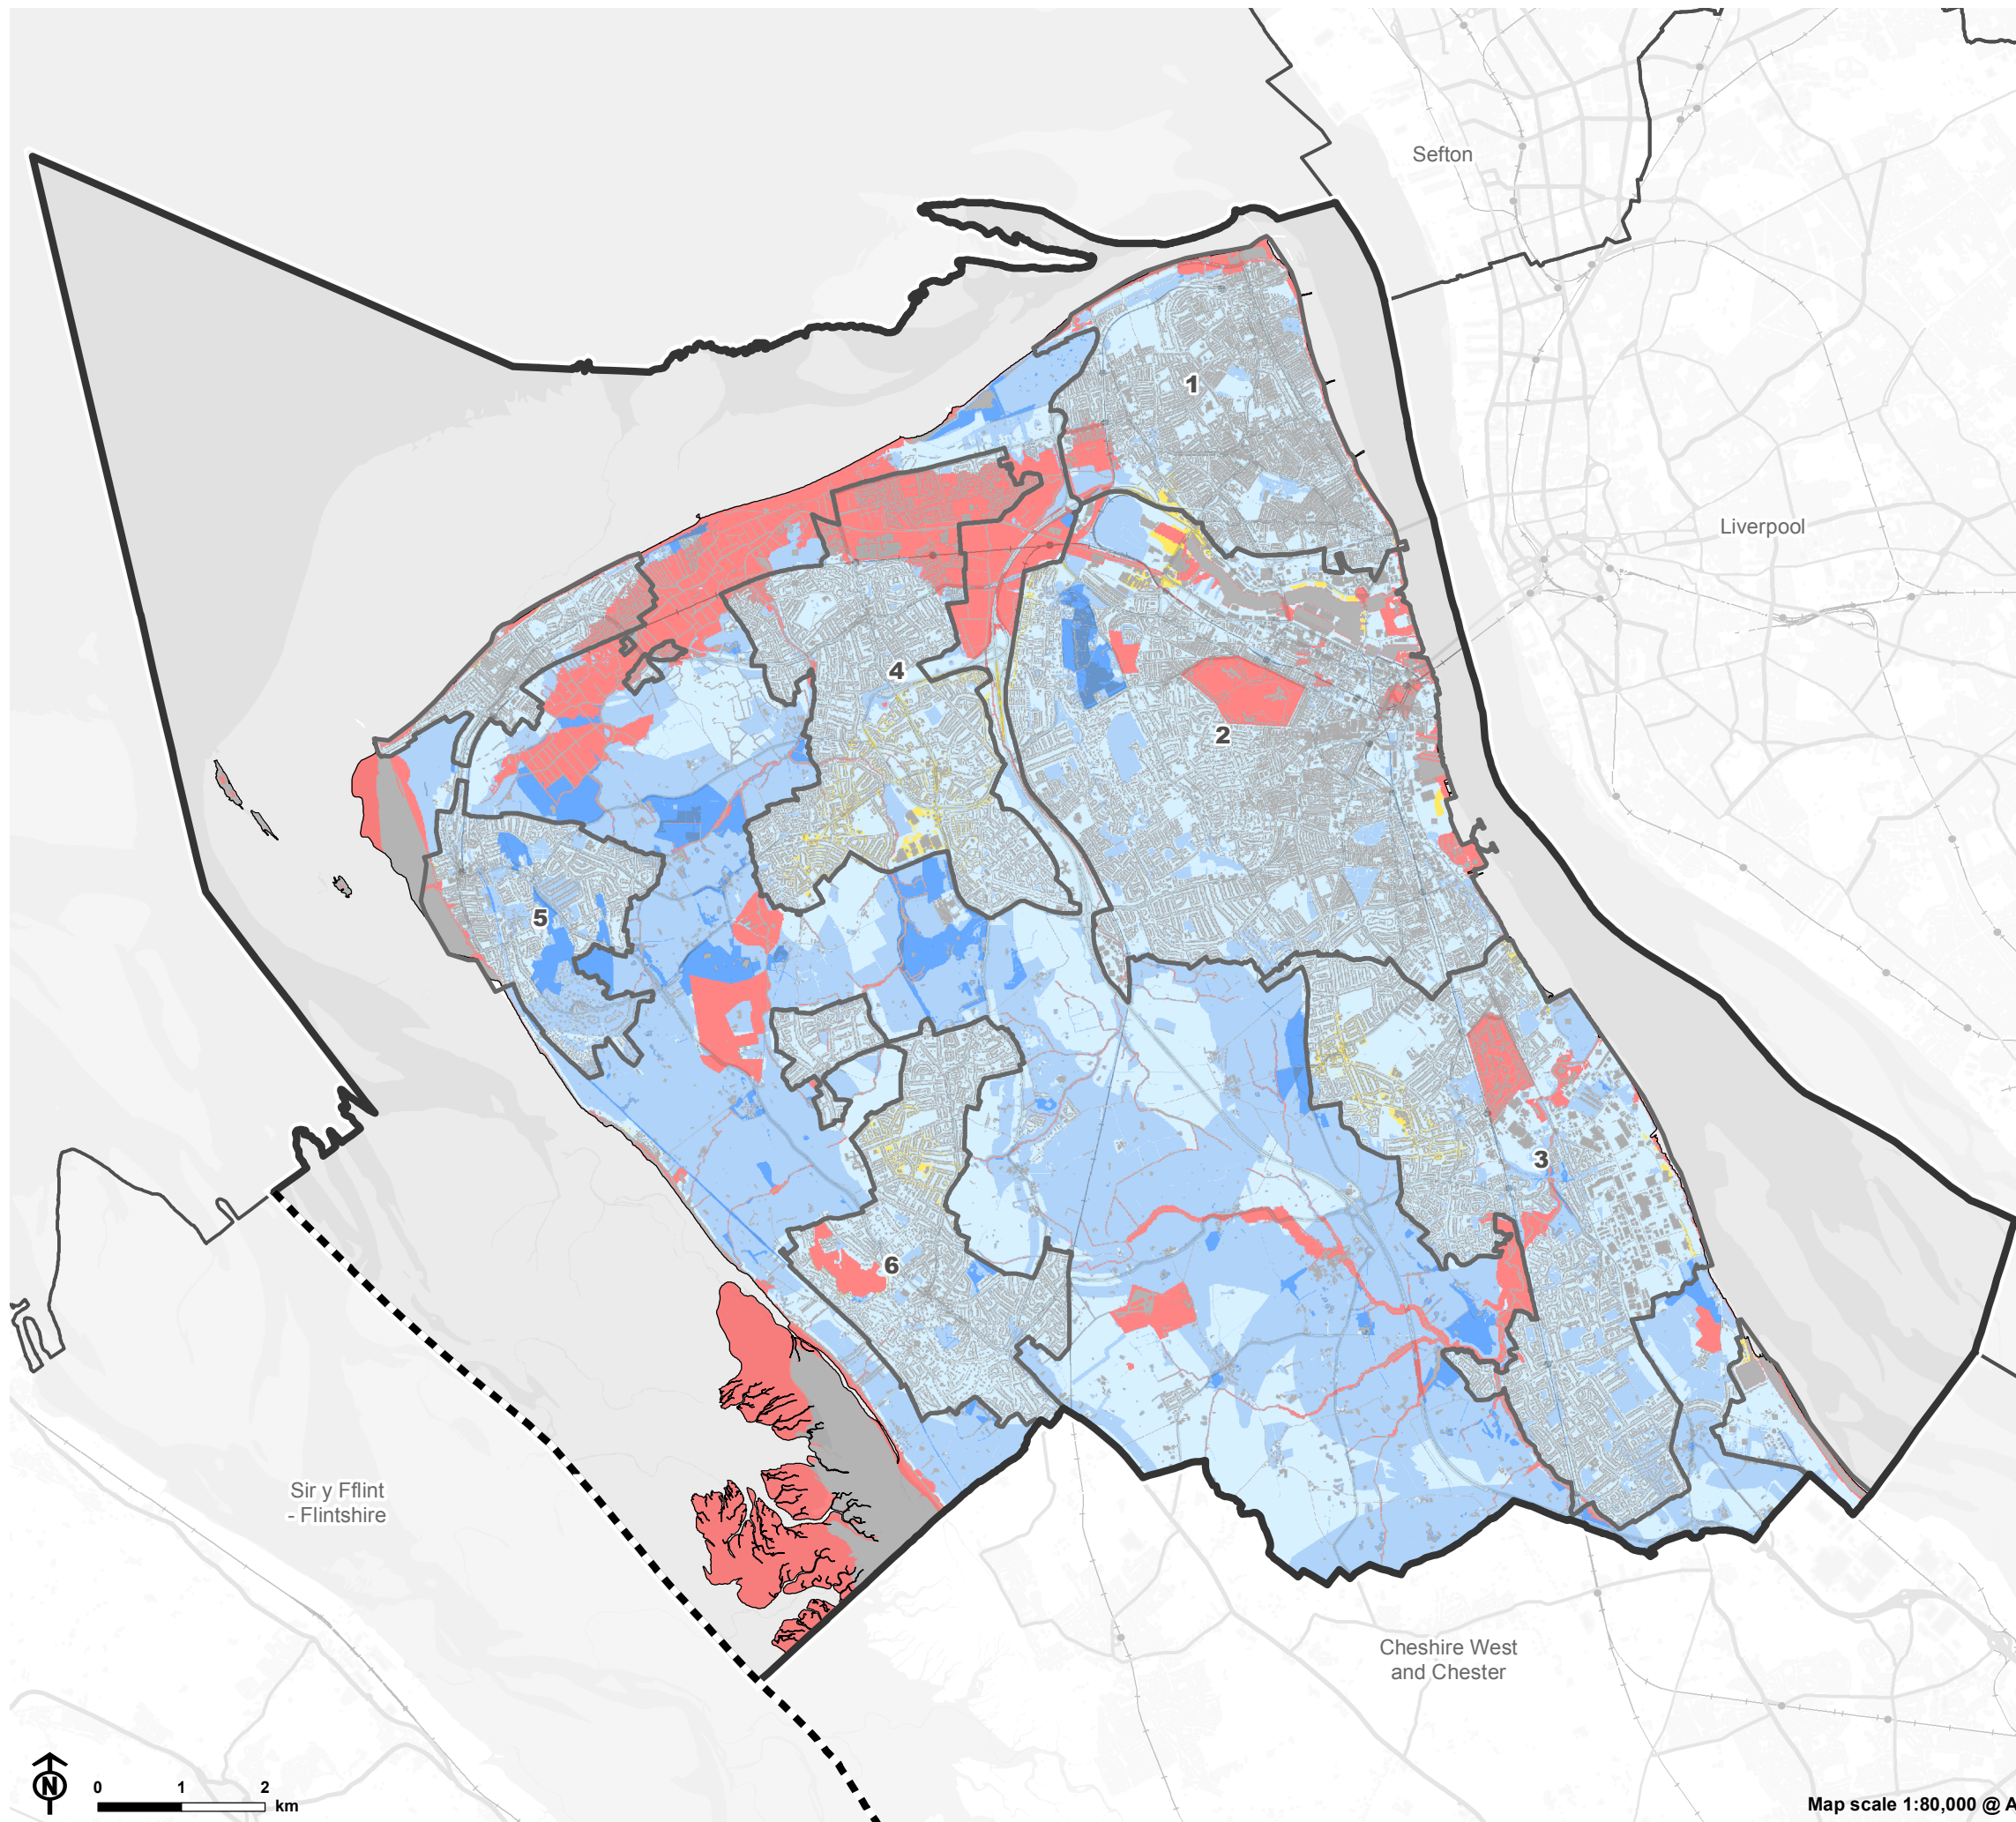 Sefton
Liverpool
1
2
4
5
3
6
Sir y Fflint
- Flintshire
Cheshire West
and Chester
N
0 1 2
km
Map scale 1:80,000 @ A